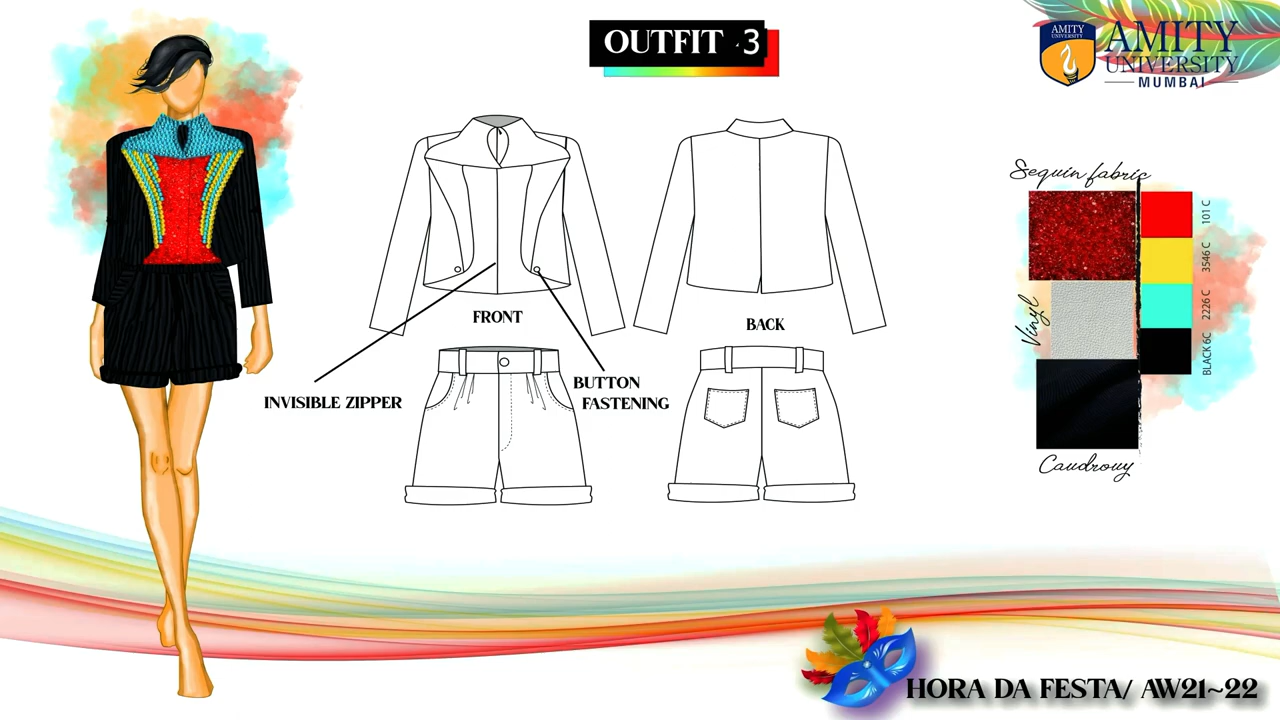 OUTFIT 3
AMITY
UNIVERSITY
AMITY
UNIVERSITY
MUMBAI
Sequin fabric
101 C
3546 C
Vinyl
2226 C
BLACK 6C
Caudrouy
FRONT
BACK
INVISIBLE ZIPPER
BUTTON
FASTENING
HORA DA FESTA/ AW21~22